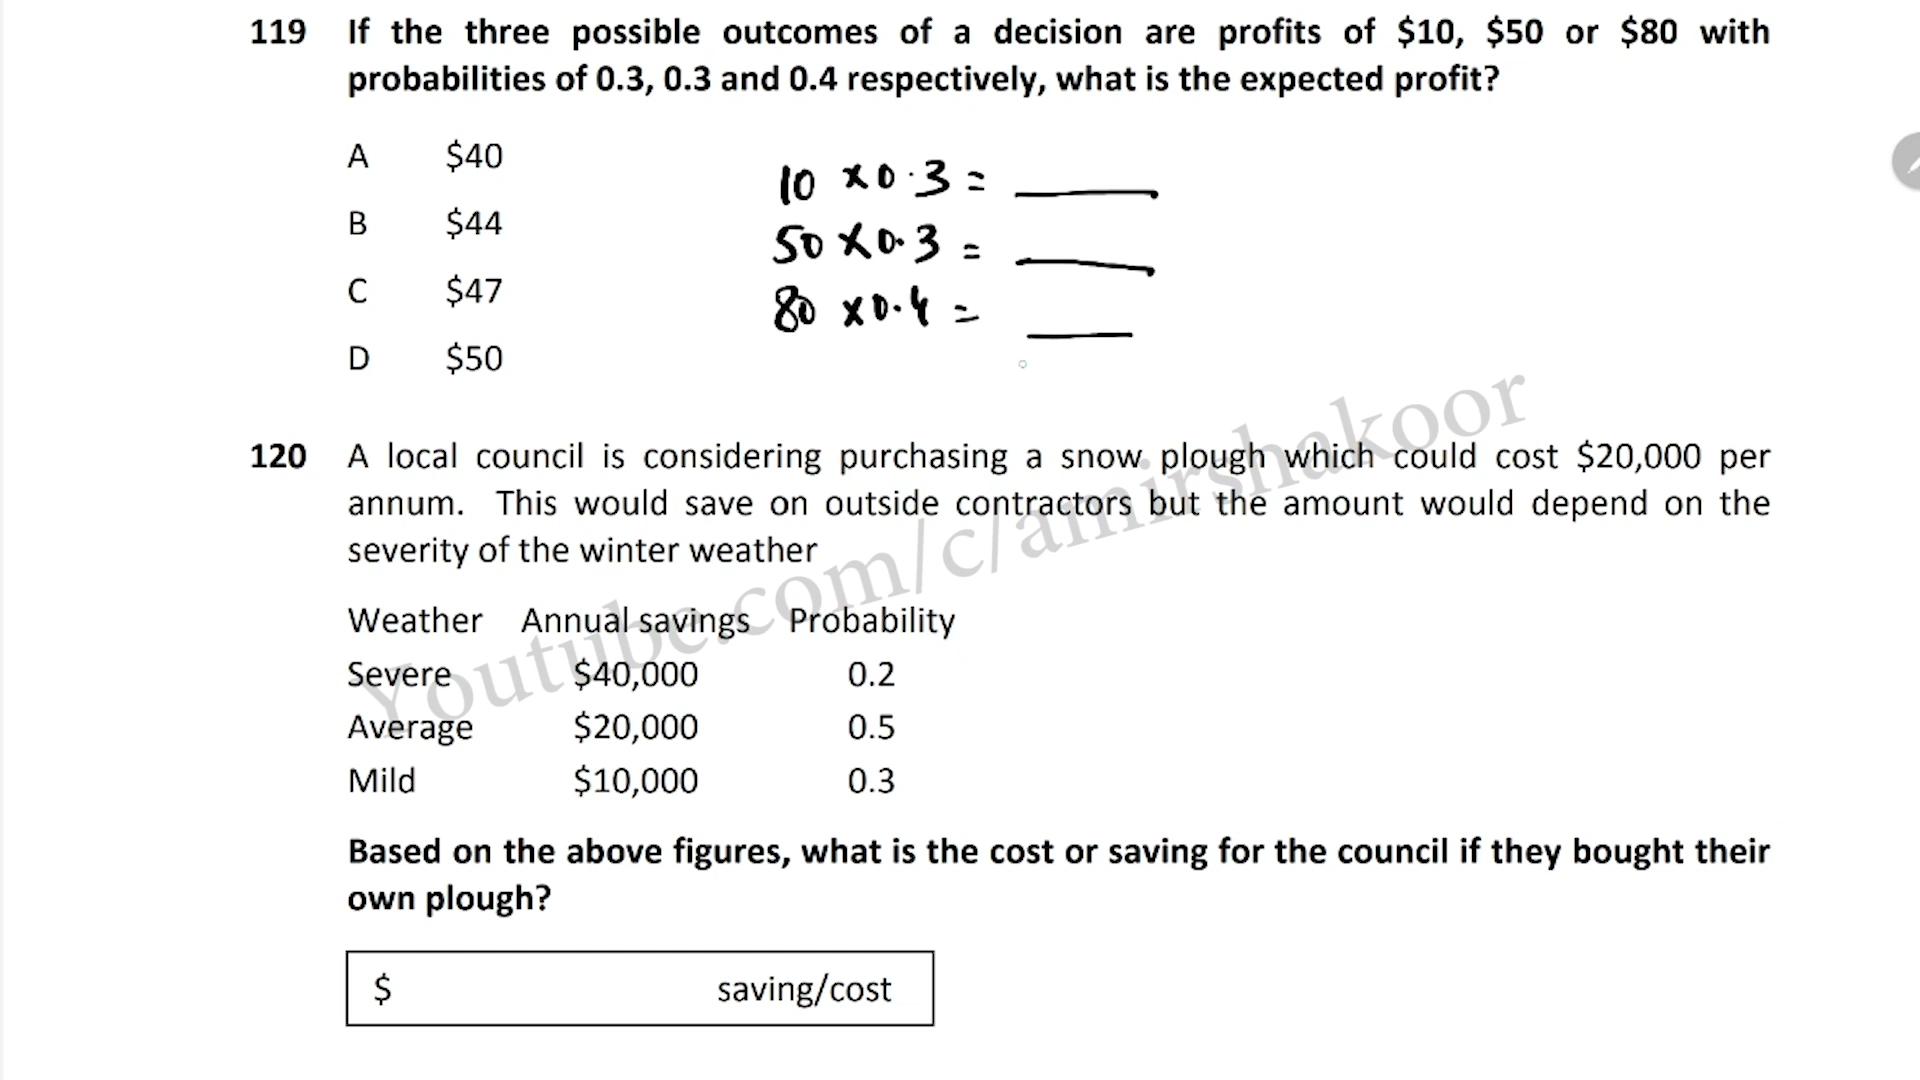 119 If the three possible outcomes of a decision are profits of $10, $50 or $80 with
probabilities of 0.3, 0.3 and 0.4 respectively, what is the expected profit?
A $40
B $44
C $47
D $50
10 x 0.3 =
50 x 0.3 =
80 x 0.4 =
120 A local council is considering purchasing a snow plough which could cost $20,000 per
annum. This would save on outside contractors but the amount would depend on the
severity of the winter weather
Weather Annual savings Probability
Severe $40,000 0.2
Average $20,000 0.5
Mild $10,000 0.3
Based on the above figures, what is the cost or saving for the council if they bought their
own plough?
$ saving/cost
Youtube.com/c/amirshakoor